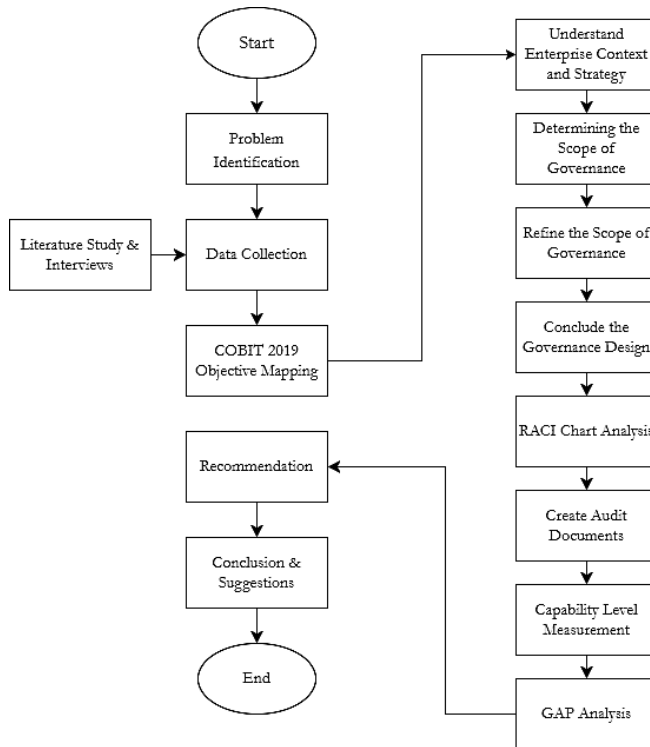 Start
Problem
Identification
Literature Study &
Interviews
Data Collection
COBIT 2019
Objective Mapping
Understand
Enterprise Context
and Strategy
Determining the
Scope of
Governance
Refine the Scope of
Governance
Conclude the
Governance Design
RACI Chart Analysis
Create Audit
Documents
Capability Level
Measurement
GAP Analysis
Recommendation
Conclusion &
Suggestions
End